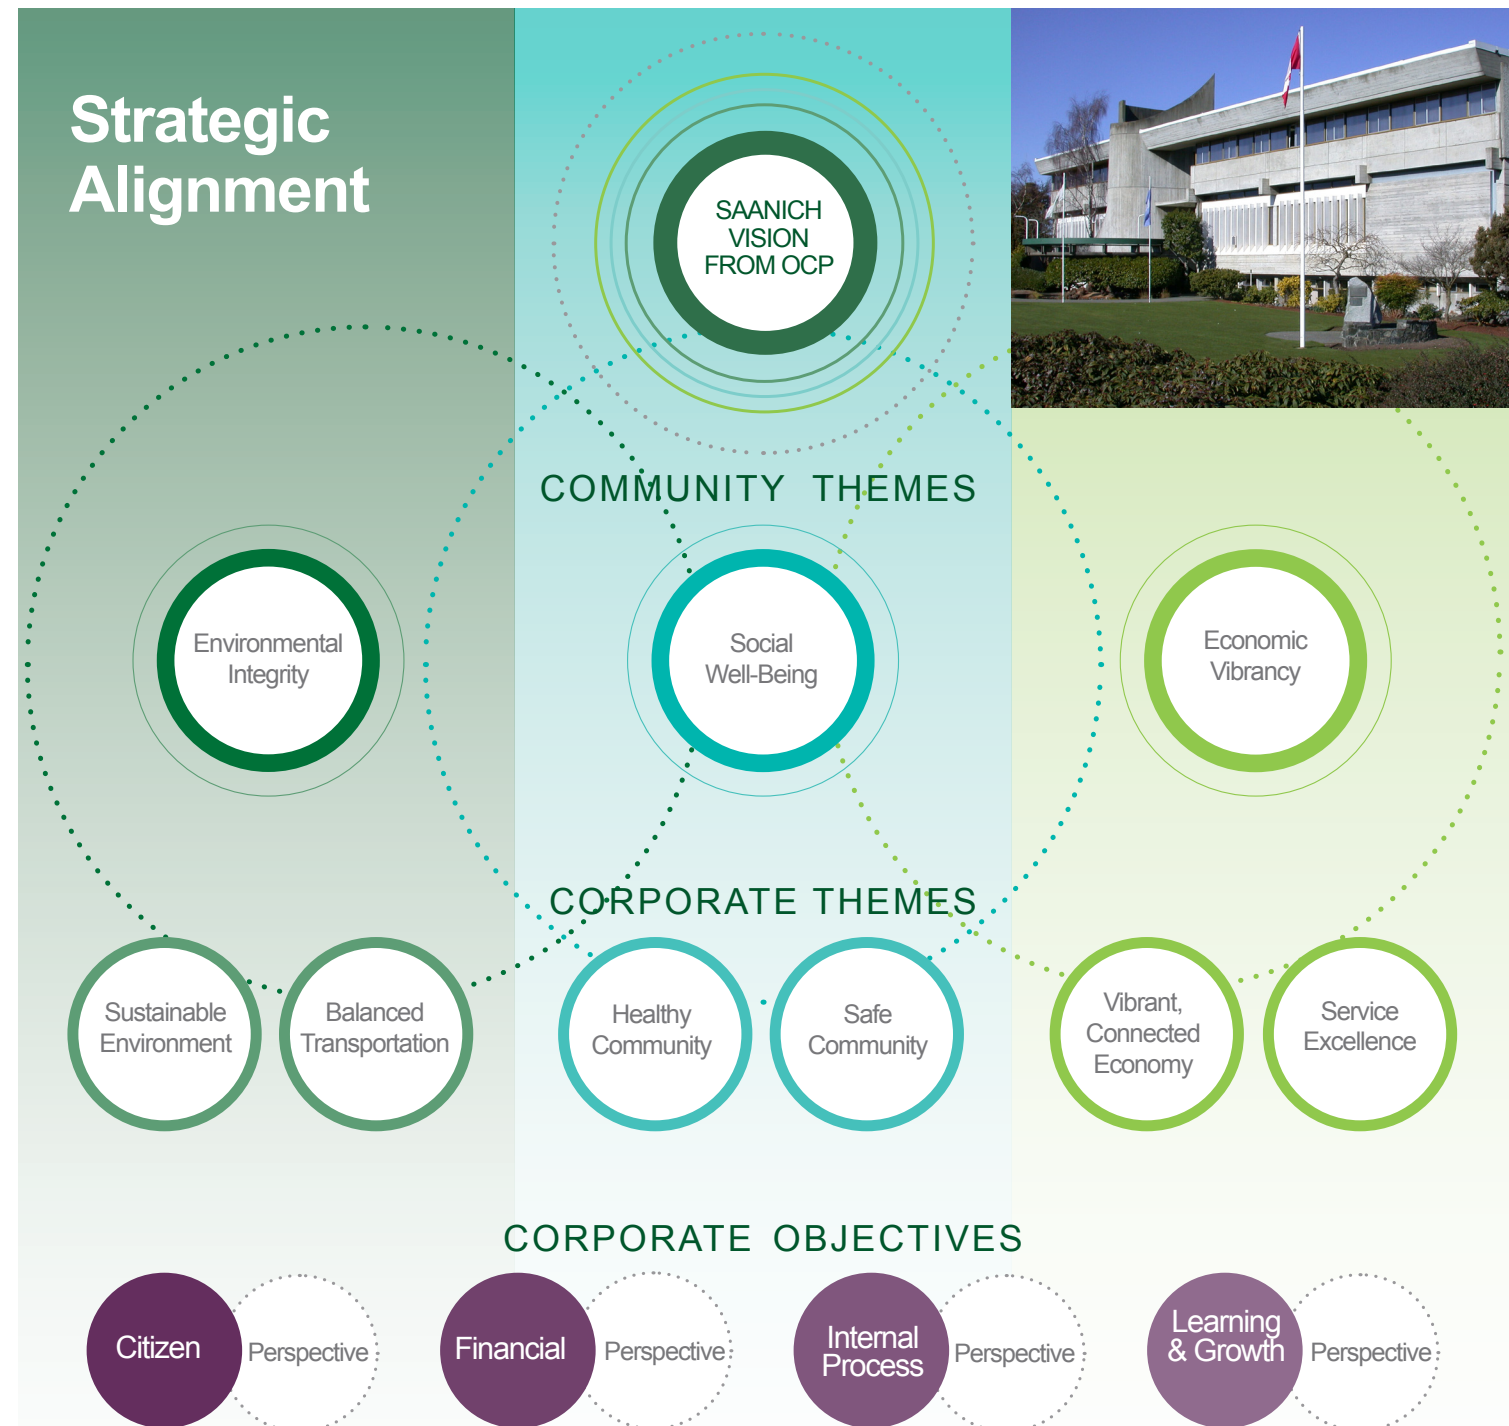 Strategic
Alignment
SAANICH
VISION
FROM OCP
COMMUNITY THEMES
Environmental
Integrity
Social
Well-Being
Economic
Vibrancy
CORPORATE THEMES
Sustainable
Environment
Balanced
Transportation
Healthy
Community
Safe
Community
Vibrant,
Connected
Economy
Service
Excellence
CORPORATE OBJECTIVES
Citizen
Perspective
Financial
Perspective
Internal
Process
Perspective
Learning
& Growth
Perspective